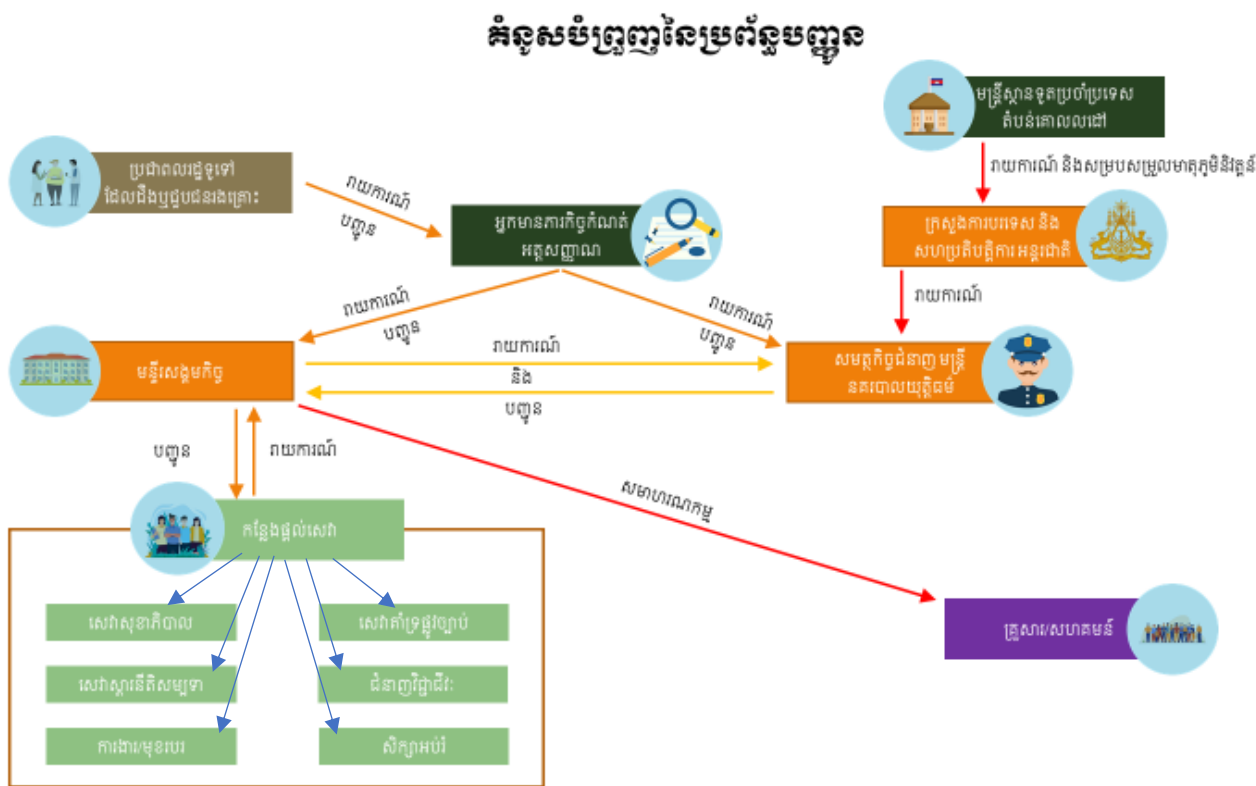 គំនូសបំព្រួញនៃប្រព័ន្ធបញ្ជូន
មន្ត្រីស្ថានទូតប្រចាំប្រទេស
តំបន់គោលលដៅ
រាយការណ៍ និងសម្របសម្រួលមាតុភូមិនិវត្តន៍
ប្រជាពលរដ្ឋទូទៅ
ដែលដឹងឬជួបជនរងគ្រោះ
រាយការណ៍
បញ្ជូន
អ្នកមានភារកិច្ចកំណត់
អត្តសញ្ញាណ
ក្រសួងការបរទេស និង
សហប្រតិបត្តិការ អន្តរជាតិ
រាយការណ៍
រាយការណ៍
បញ្ជូន
រាយការណ៍
បញ្ជូន
មន្ទីរសង្គមកិច្ច
រាយការណ៍
និង
បញ្ជូន
សមត្ថកិច្ចជំនាញ មន្ត្រី
នគរបាលយុត្តិធម៌
បញ្ជូន
រាយការណ៍
សមាហរណកម្ម
កន្លែងផ្តល់សេវា
សេវាសុខាភិបាល
សេវាគាំទ្រផ្លូវច្បាប់
គ្រួសារ/សហគមន៍
សេវាស្តារនីតិសម្បទា
ជំនាញវិជ្ជាជីវៈ
ការងារ/មុខរបរ
សិក្សាអប់រំ